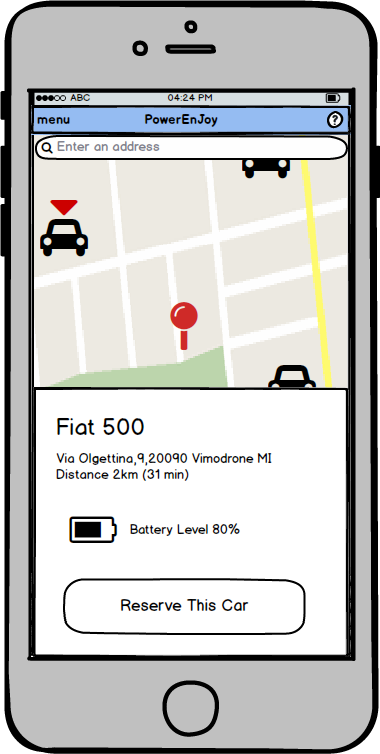 ABC 04:24 PM
menu PowerEnJoy ?
Enter an address
Fiat 500
Via Olgettina,9,20090 Vimodrone MI
Distance 2km (31 min)
Battery Level 80%
Reserve This Car